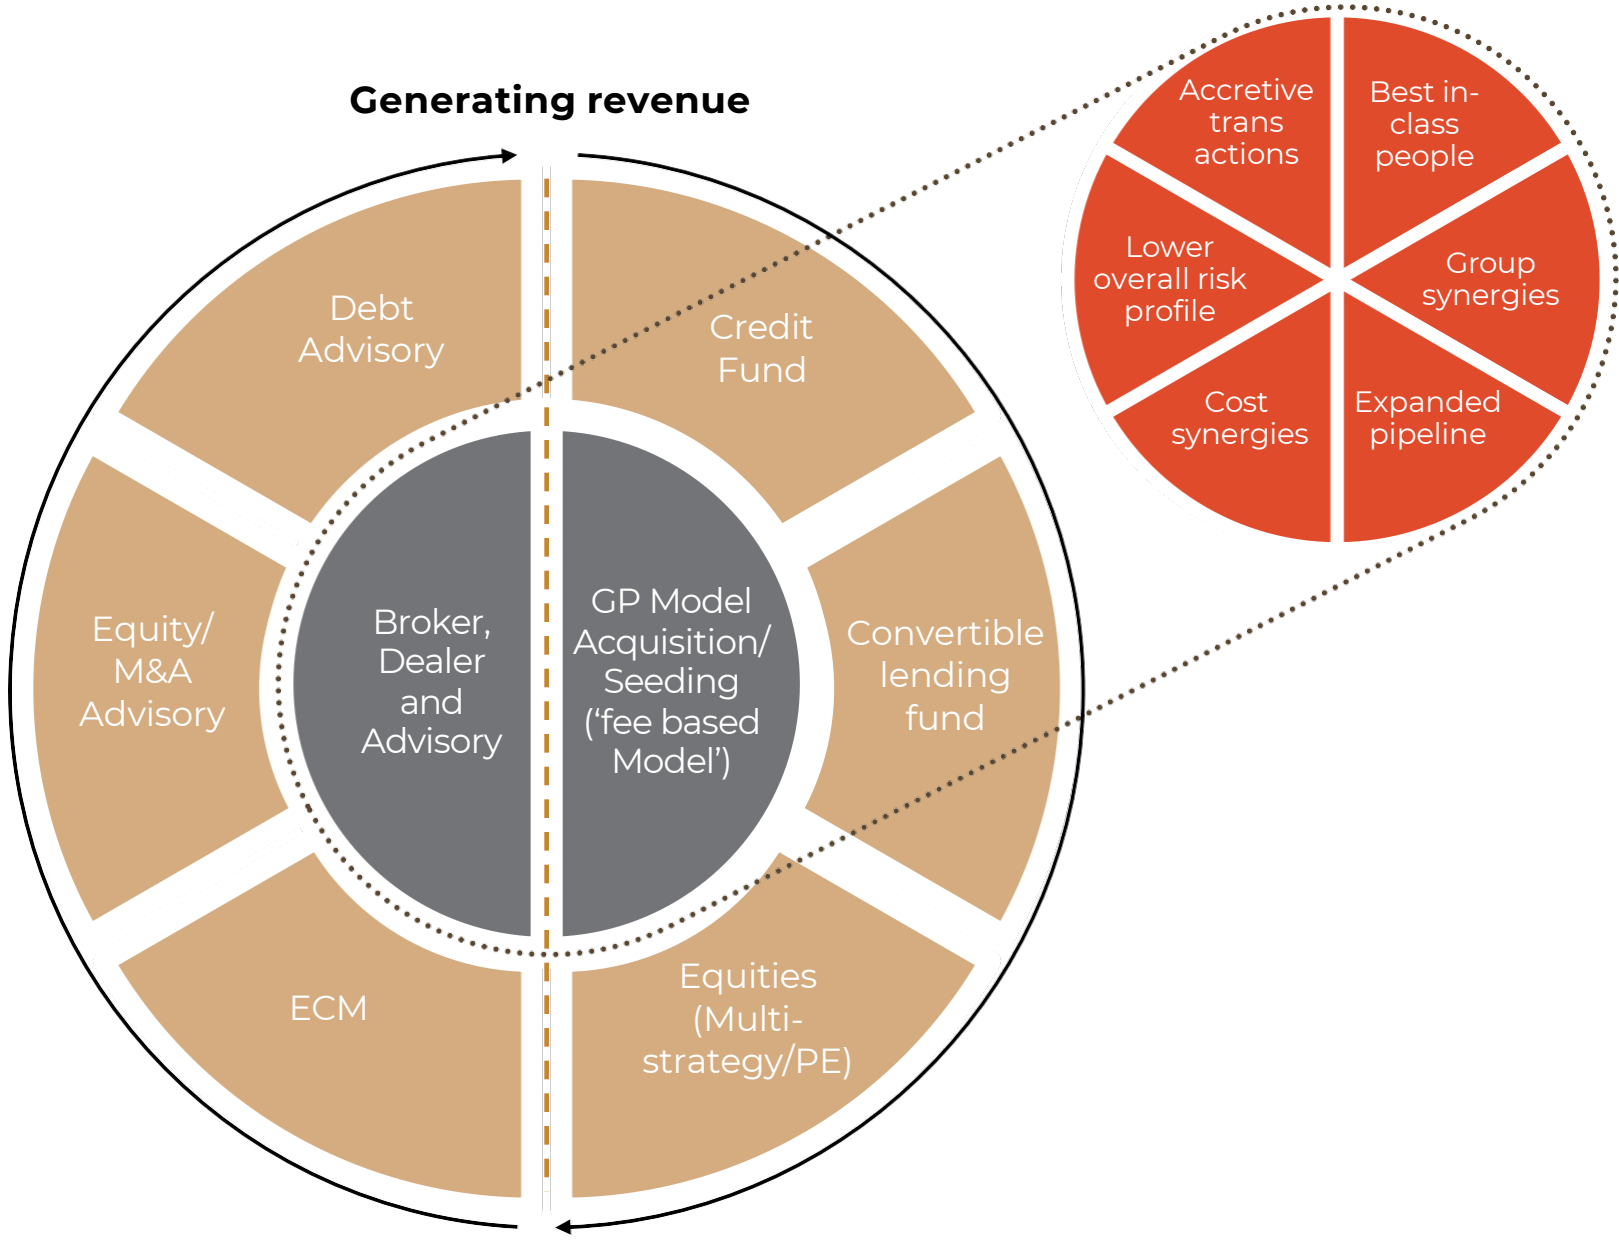 Generating revenue
Debt
Advisory
Credit
Fund
Equity/
M&A
Advisory
Broker,
Dealer
and
Advisory
GP Model
Acquisition/
Seeding
(‘fee based
Model’)
Convertible
lending
fund
ECM
Equities
(Multi-
strategy/PE)
Accretive
trans
actions
Best in-
class
people
Lower
overall risk
profile
Group
synergies
Cost
synergies
Expanded
pipeline